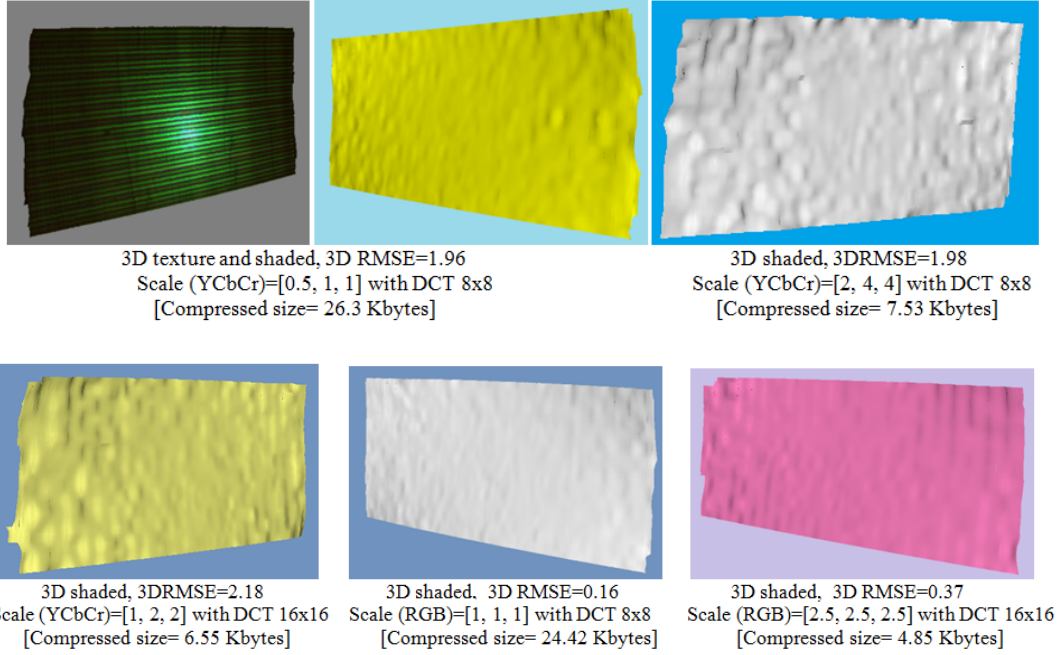 3D texture and shaded, 3D RMSE=1.96
Scale (YCbCr)=[0.5, 1, 1] with DCT 8x8
[Compressed size= 26.3 Kbytes]
3D shaded, 3DRMSE=1.98
Scale (YCbCr)=[2, 4, 4] with DCT 8x8
[Compressed size= 7.53 Kbytes]
3D shaded, 3DRMSE=2.18
Scale (YCbCr)=[1, 2, 2] with DCT 16x16
[Compressed size= 6.55 Kbytes]
3D shaded, 3D RMSE=0.16
Scale (RGB)=[1, 1, 1] with DCT 8x8
[Compressed size= 24.42 Kbytes]
3D shaded, 3D RMSE=0.37
Scale (RGB)=[2.5, 2.5, 2.5] with DCT 16x16
[Compressed size= 4.85 Kbytes]